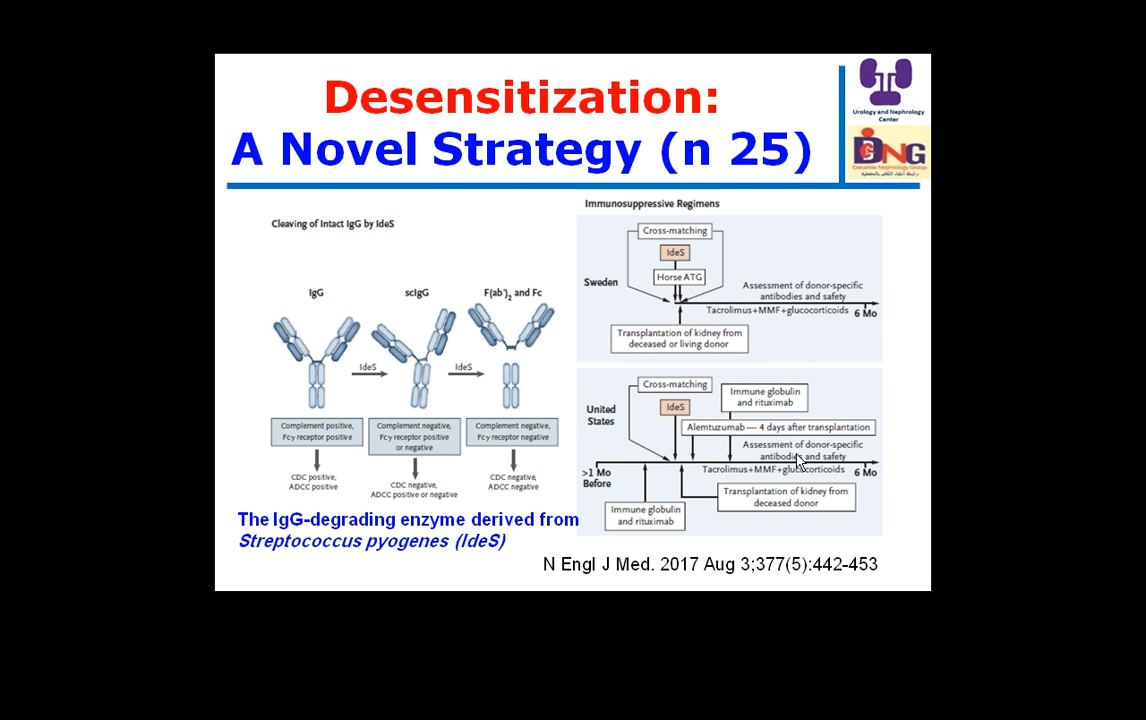 Desensitization:
A Novel Strategy (n 25)
Urology and Nephrology
Center
Cleaving of Intact IgG by IdeS
IgG
scIgG
F(ab')2 and Fc
IdeS
IdeS
Complement positive,
Fcγ receptor positive
Complement negative,
Fcγ receptor positive
or negative
Complement negative,
Fcγ receptor negative
CDC positive,
ADCC positive
CDC negative,
ADCC positive or negative
CDC negative,
ADCC negative
The IgG-degrading enzyme derived from
Streptococcus pyogenes (IdeS)
Immunosuppressive Regimens
Cross-matching
IdeS
Horse ATG
Sweden
Assessment of donor-specific
antibodies and safety
Tacrolimus+MMF+glucocorticoids
6 Mo
Transplantation of kidney from
deceased or living donor
Cross-matching
Immune globulin
and rituximab
IdeS
United
States
Alemtuzumab — 4 days after transplantation
Assessment of donor-specific
antibodies and safety
>1 Mo
Before
Tacrolimus+MMF+glucocorticoids
6 Mo
Transplantation of kidney from
deceased donor
Immune globulin
and rituximab
N Engl J Med. 2017 Aug 3;377(5):442-453